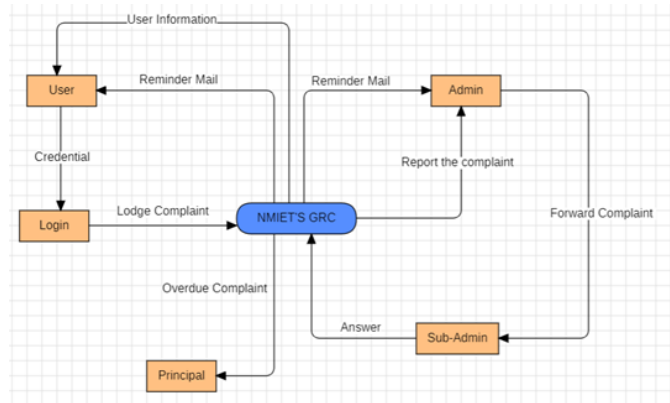 User Information
Reminder Mail
Reminder Mail
User
Admin
Credential
Report the complaint
Lodge Complaint
NMIET'S GRC
Forward Complaint
Login
Overdue Complaint
Answer
Sub-Admin
Principal